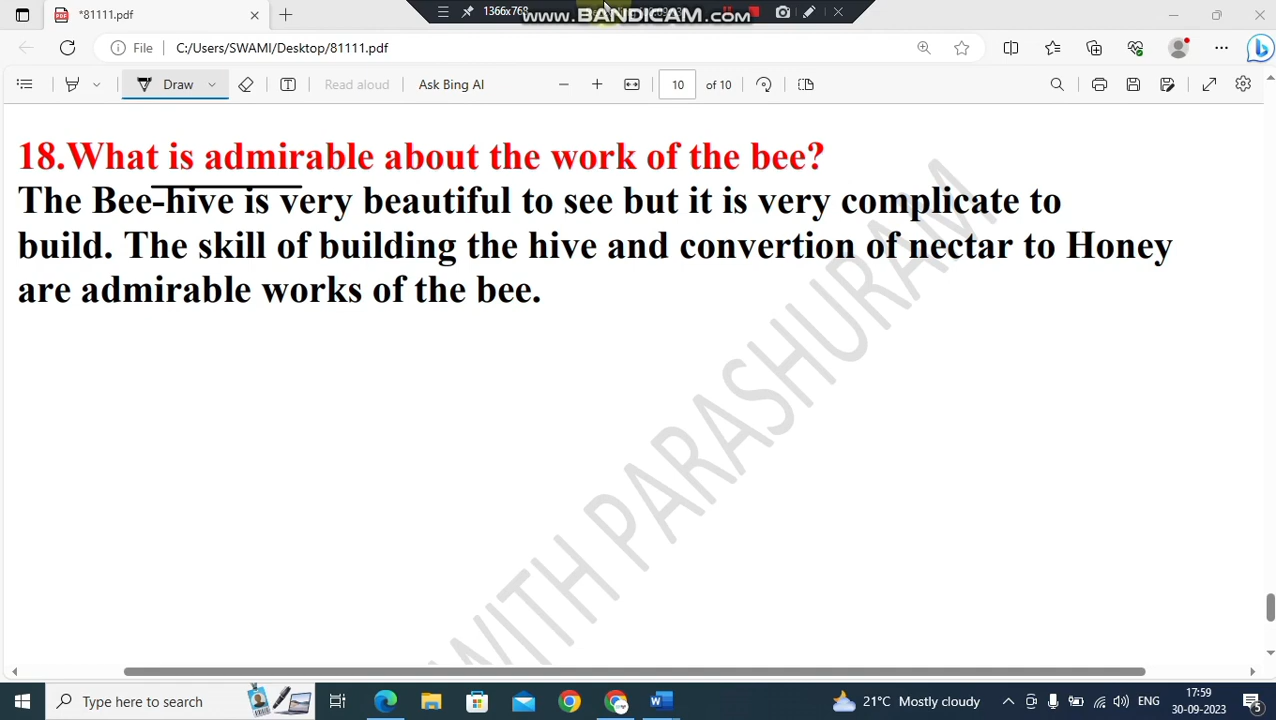 *81111.pdf
1366x768
www.BANDICAM.com
File
C:/Users/SWAMI/Desktop/81111.pdf
Draw
Read aloud
Ask Bing AI
10
of 10
18.What is admirable about the work of the bee?
The Bee-hive is very beautiful to see but it is very complicate to
build. The skill of building the hive and convertion of nectar to Honey
are admirable works of the bee.
WITH PARASHURAM
Type here to search
21°C Mostly cloudy
ENG
17:59
30-09-2023
5